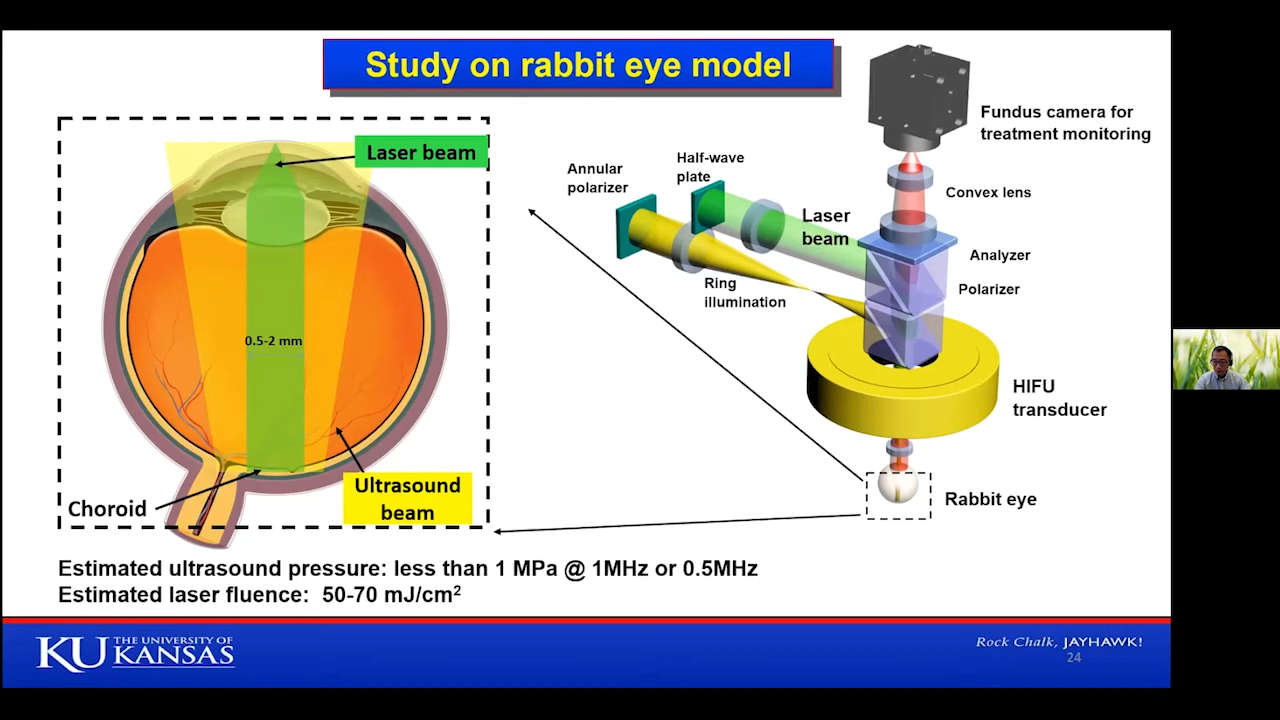 Study on rabbit eye model
Laser beam
0.5-2 mm
Choroid
Ultrasound
beam
Annular
polarizer
Half-wave
plate
Laser
beam
Ring
illumination
Fundus camera for
treatment monitoring
Convex lens
Analyzer
Polarizer
HIFU
transducer
Rabbit eye
Estimated ultrasound pressure: less than 1 MPa @ 1MHz or 0.5MHz
Estimated laser fluence: 50-70 mJ/cm²
KU THE UNIVERSITY OF
KANSAS
Rock Chalk, JAYHAWK!
24